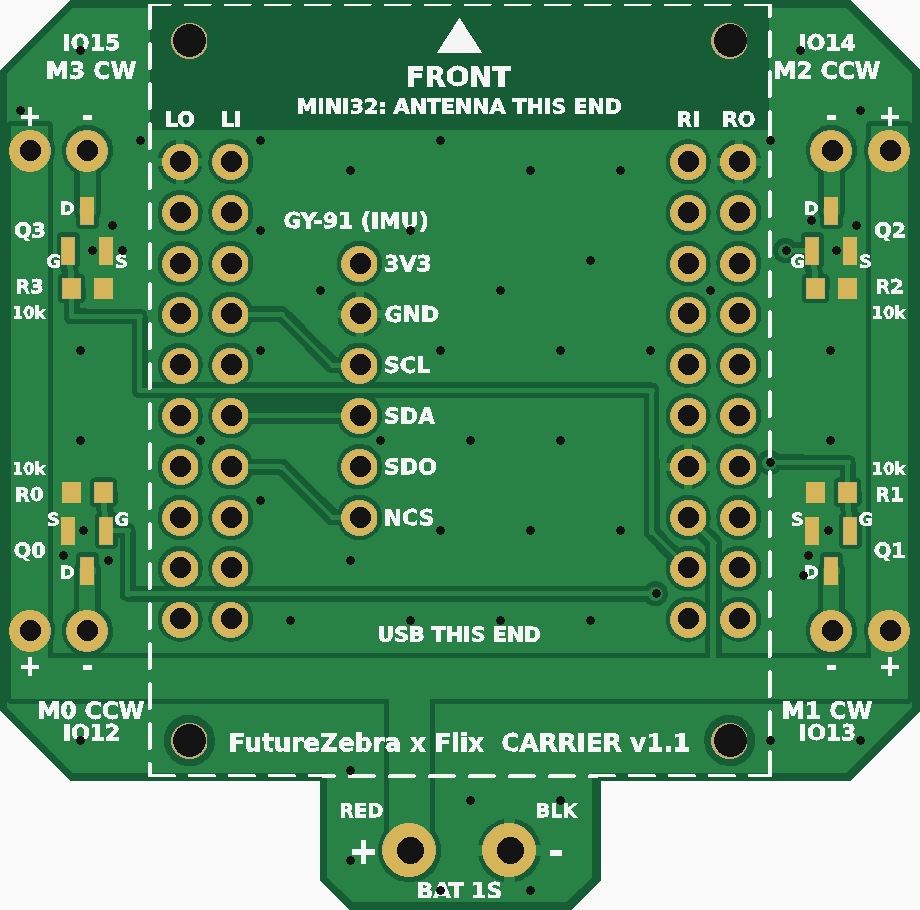 IO15
M3 CW
FRONT
MINI32: ANTENNA THIS END
IO14
M2 CCW
+ -
LO LI
RI RO
- +
D
Q3
G S
R3
10k
GY-91 (IMU)
3V3
GND
SCL
SDA
SDO
NCS
D
Q2
G S
R2
10k
10k
R0
S G
Q0
D
+ -
10k
R1
S G
Q1
D
- +
USB THIS END
M0 CCW
IO12
M1 CW
IO13
FutureZebra x Flix CARRIER v1.1
RED BLK
+ -
BAT 1S